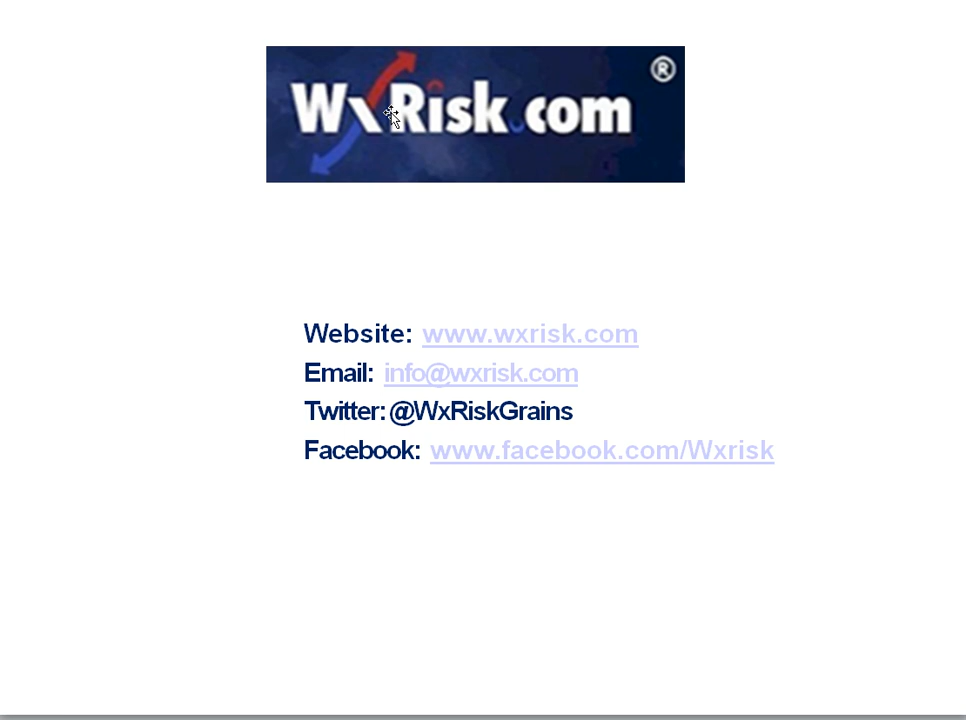 WxRisk.com ®
Website: www.wxrisk.com
Email: info@wxrisk.com
Twitter: @WxRiskGrains
Facebook: www.facebook.com/Wxrisk